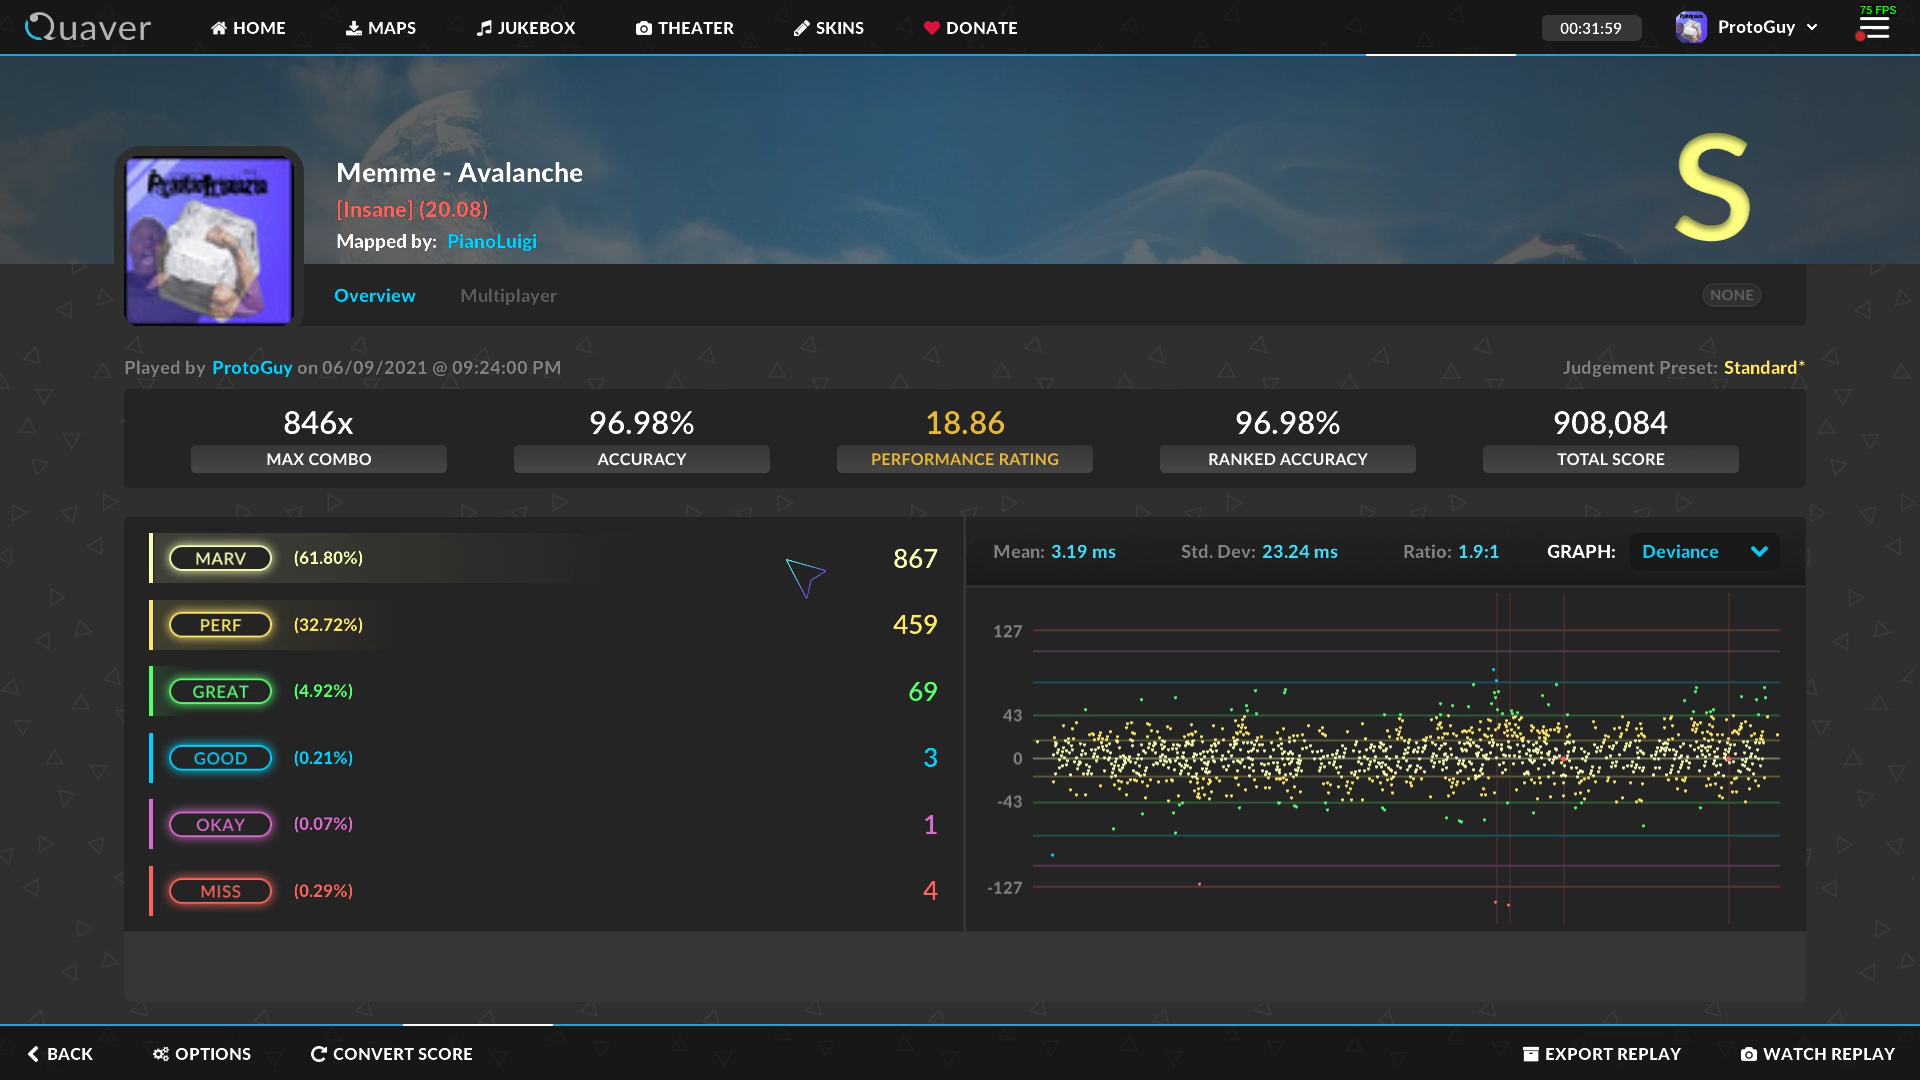 Quaver HOME MAPS JUKEBOX THEATER SKINS DONATE 00:31:59 ProtoGuy 75 FPS
Memme - Avalanche
[Insane] (20.08)
Mapped by: PianoLuigi
S
Overview Multiplayer NONE
Played by ProtoGuy on 06/09/2021 @ 09:24:00 PM Judgement Preset: Standard*
846x 96.98% 18.86 96.98% 908,084
MAX COMBO ACCURACY PERFORMANCE RATING RANKED ACCURACY TOTAL SCORE
MARV (61.80%) 867
PERF (32.72%) 459
GREAT (4.92%) 69
GOOD (0.21%) 3
OKAY (0.07%) 1
MISS (0.29%) 4
Mean: 3.19 ms Std. Dev: 23.24 ms Ratio: 1.9:1 GRAPH: Deviance
127
43
0
-43
-127
BACK OPTIONS CONVERT SCORE EXPORT REPLAY WATCH REPLAY